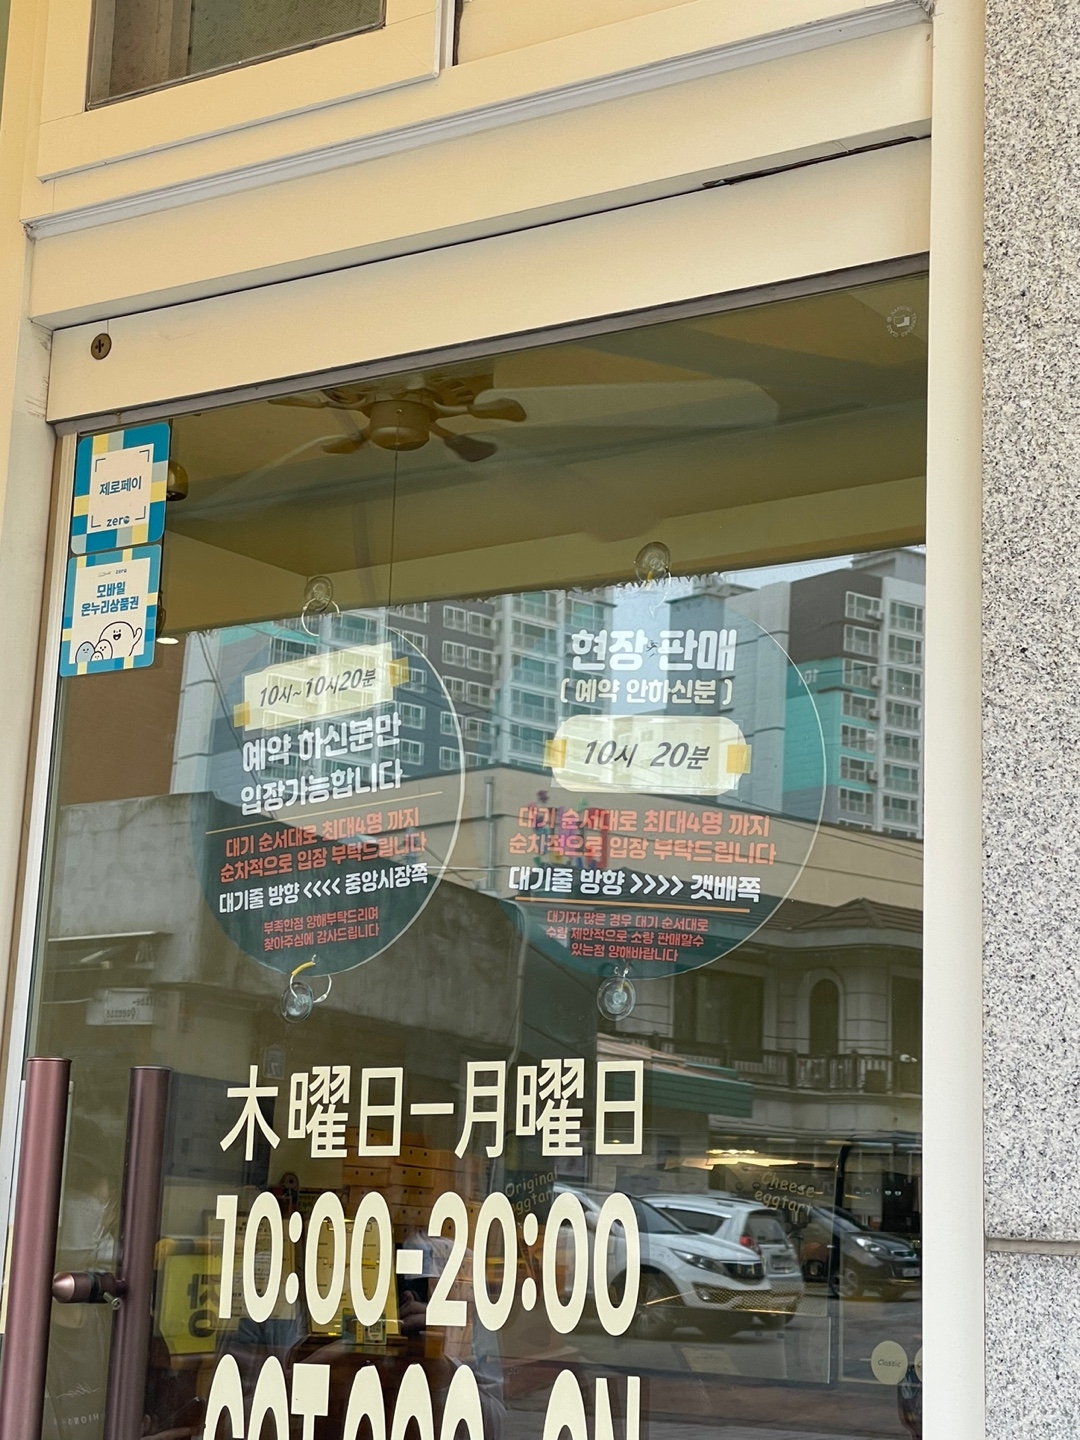 제로페이
zero
모바일
온누리상품권
10시~10시20분
예약 하신분만
입장가능합니다
대기 순서대로 최대4명 까지
순차적으로 입장 부탁드립니다
대기줄 방향 <<<< 중앙시장쪽
부족한점 양해부탁드리며
찾아주심에 감사드립니다
현장 판매
( 예약 안하신분 )
10시 20분
대기 순서대로 최대4명 까지
순차적으로 입장 부탁드립니다
대기줄 방향 >>>> 갯배쪽
대기자 많은 경우 대기 순서대로
수량 제한적으로 소량 판매할수
있는점 양해바랍니다
木曜日-月曜日
10:00-20:00
Original
eggtart
cheese-
eggtart
Classic